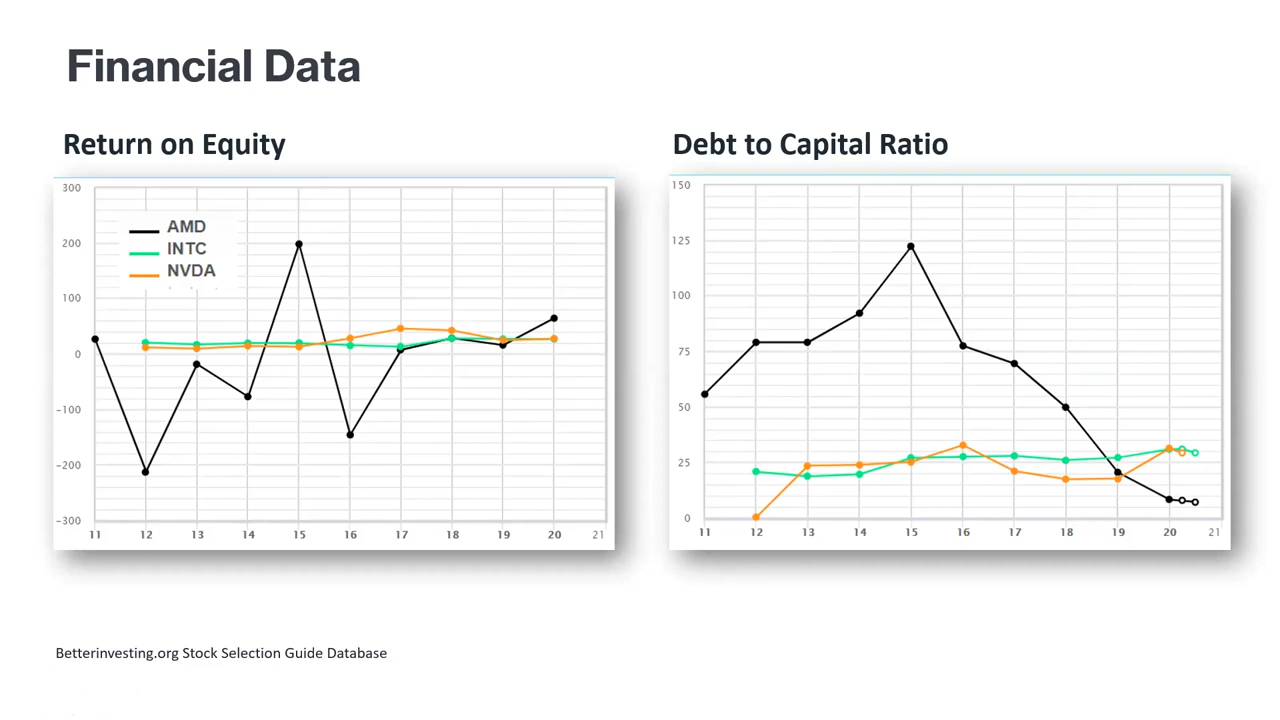 Financial Data
Return on Equity
300
200
100
0
-100
-200
-300
AMD
INTC
NVDA
11 12 13 14 15 16 17 18 19 20 21
Debt to Capital Ratio
150
125
100
75
50
25
0
11 12 13 14 15 16 17 18 19 20 21
Betterinvesting.org Stock Selection Guide Database